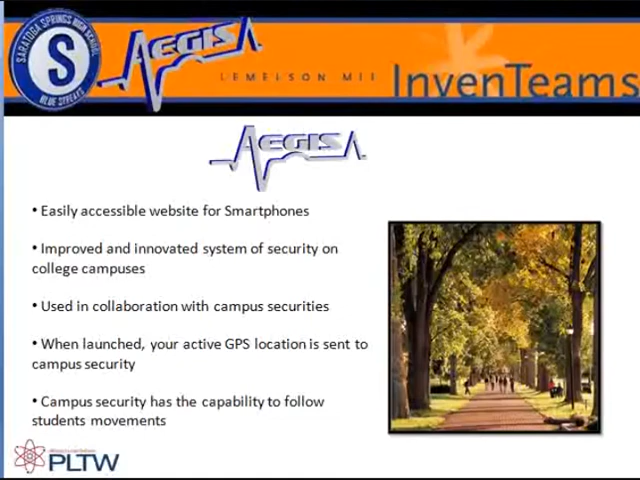 SARATOGA SPRINGS HIGH SCHOOL
S
BLUE STREAKS
AEGIS
LEMELSON MIT
InvenTeams
AEGIS
• Easily accessible website for Smartphones
• Improved and innovated system of security on
college campuses
• Used in collaboration with campus securities
• When launched, your active GPS location is sent to
campus security
• Campus security has the capability to follow
students movements
PLTW